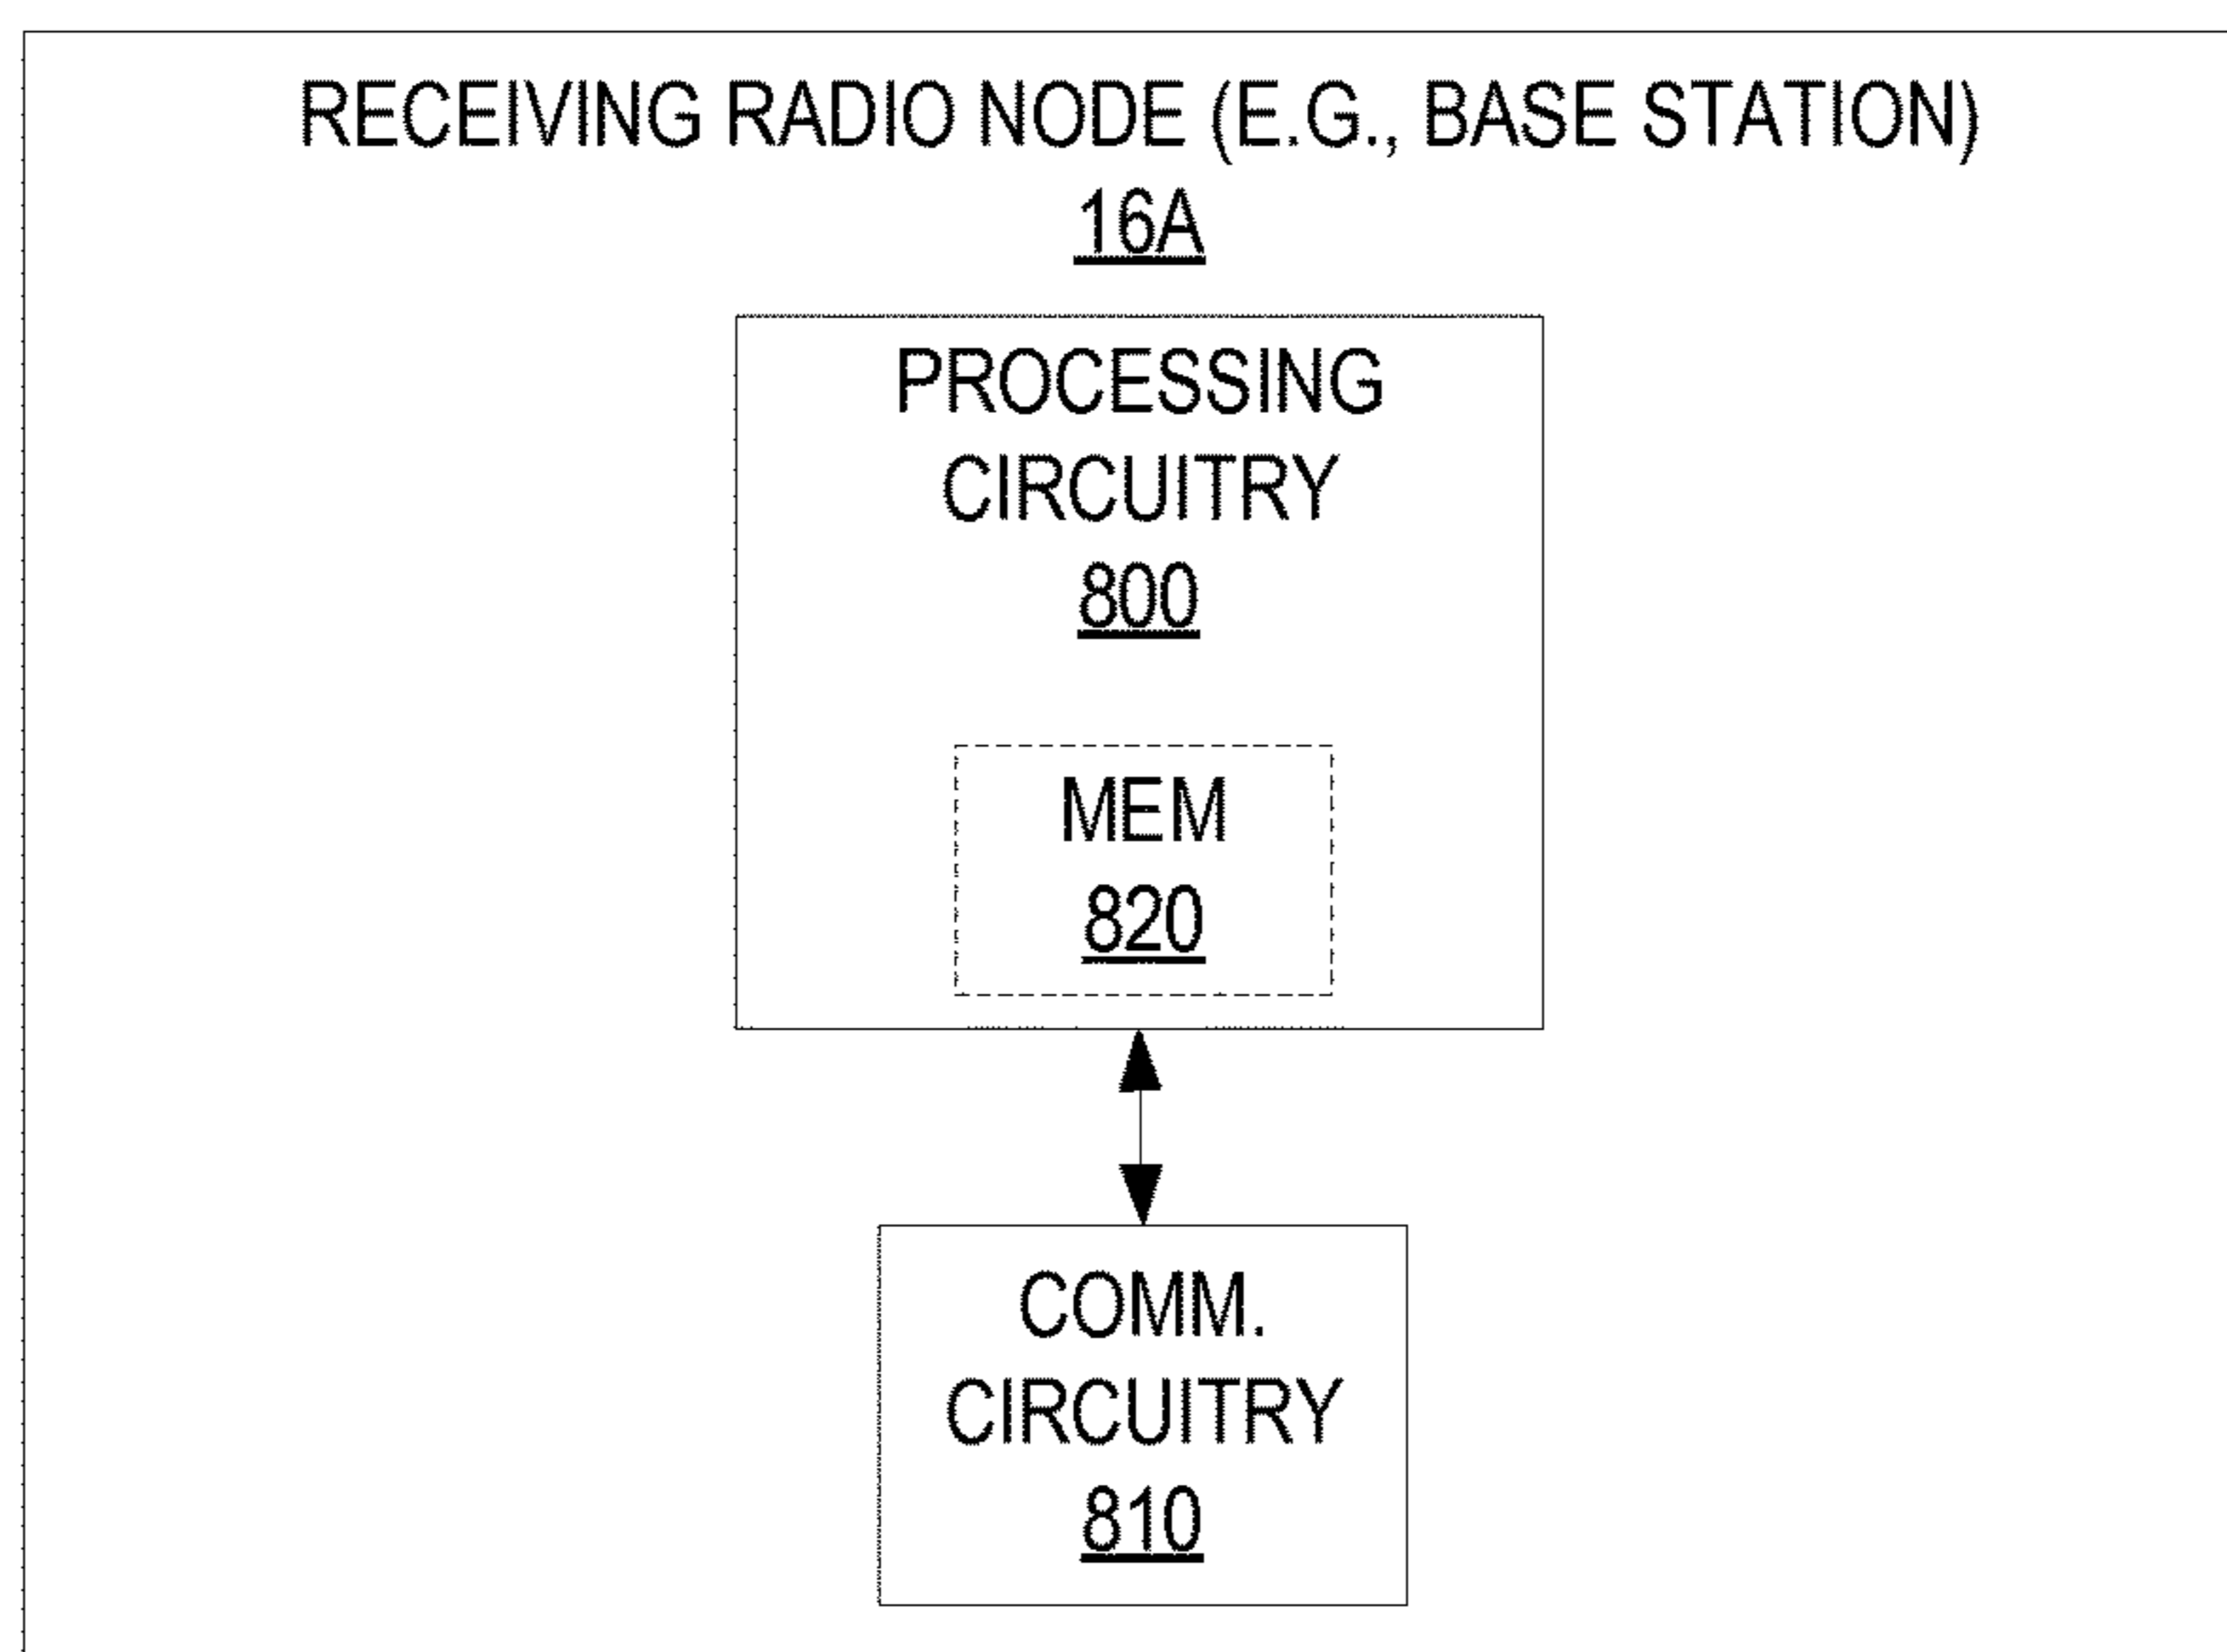 RECEIVING RADIO NODE (E.G., BASE STATION)
16A
PROCESSING
CIRCUITRY
800
MEM
820
COMM.
CIRCUITRY
810